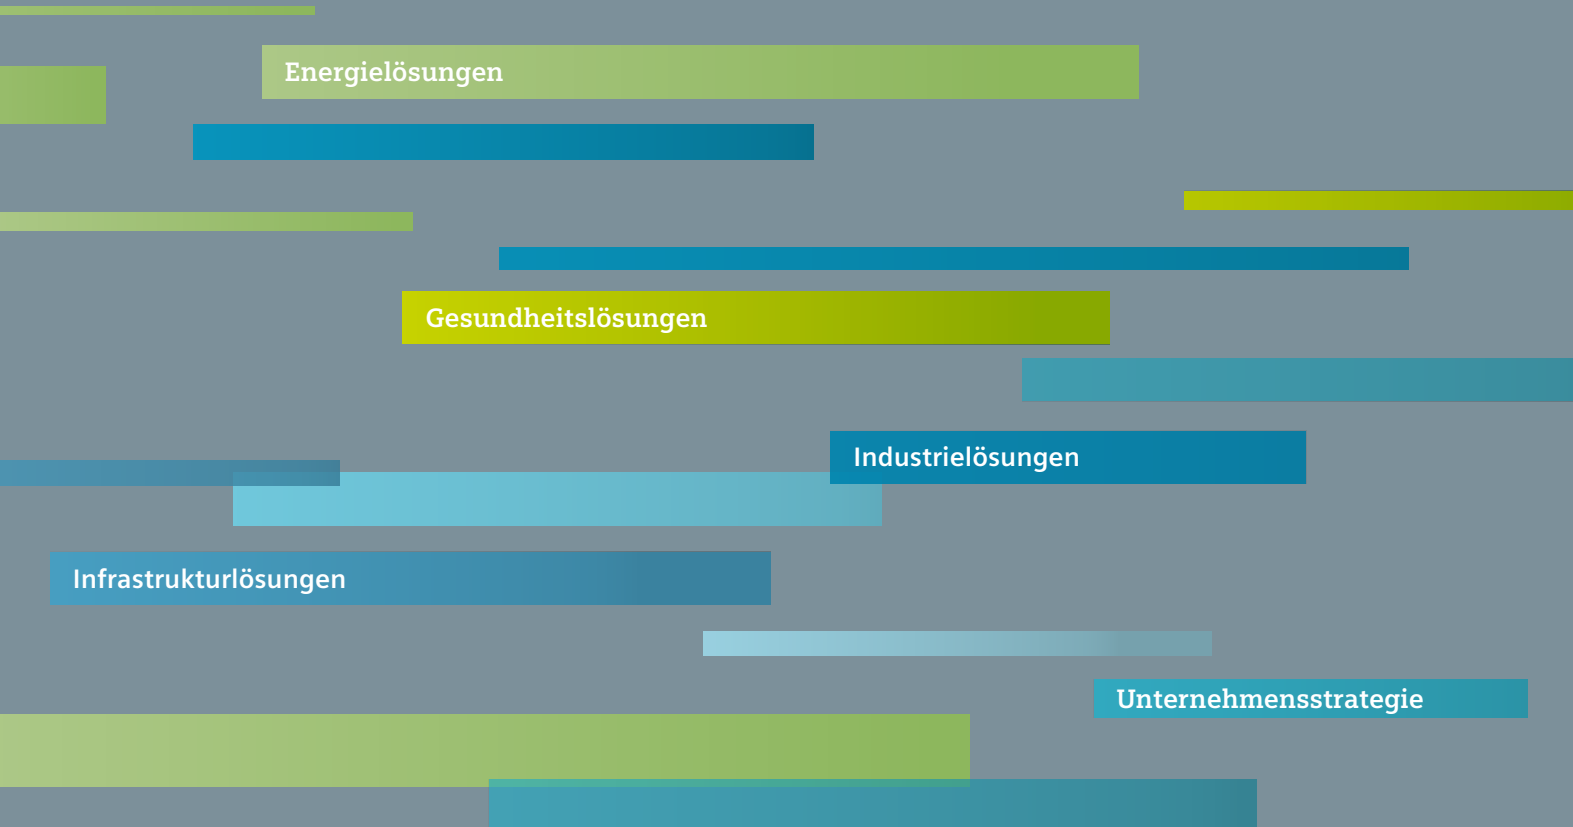 Energielösungen
Gesundheitslösungen
Industrielösungen
Infrastrukturlösungen
Unternehmensstrategie